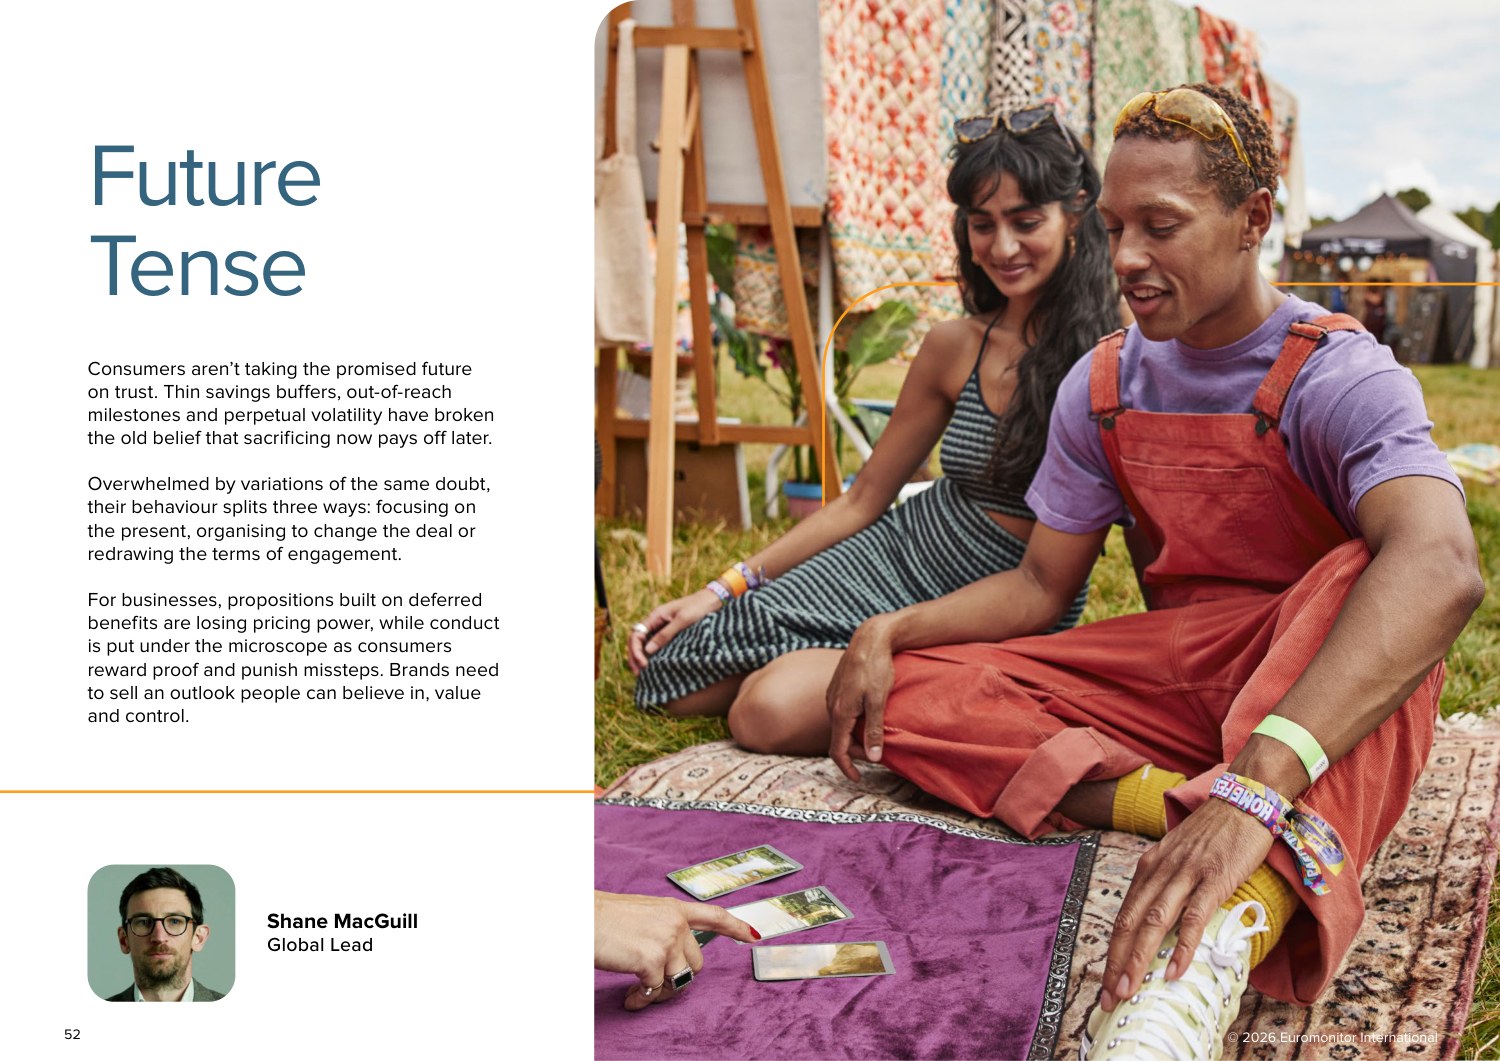 Future
Tense
Consumers aren’t taking the promised future
on trust. Thin savings buffers, out-of-reach
milestones and perpetual volatility have broken
the old belief that sacrificing now pays off later.
Overwhelmed by variations of the same doubt,
their behaviour splits three ways: focusing on
the present, organising to change the deal or
redrawing the terms of engagement.
For businesses, propositions built on deferred
benefits are losing pricing power, while conduct
is put under the microscope as consumers
reward proof and punish missteps. Brands need
to sell an outlook people can believe in, value
and control.
Shane MacGuill
Global Lead
52
HOMEFEST
© 2026 Euromonitor International